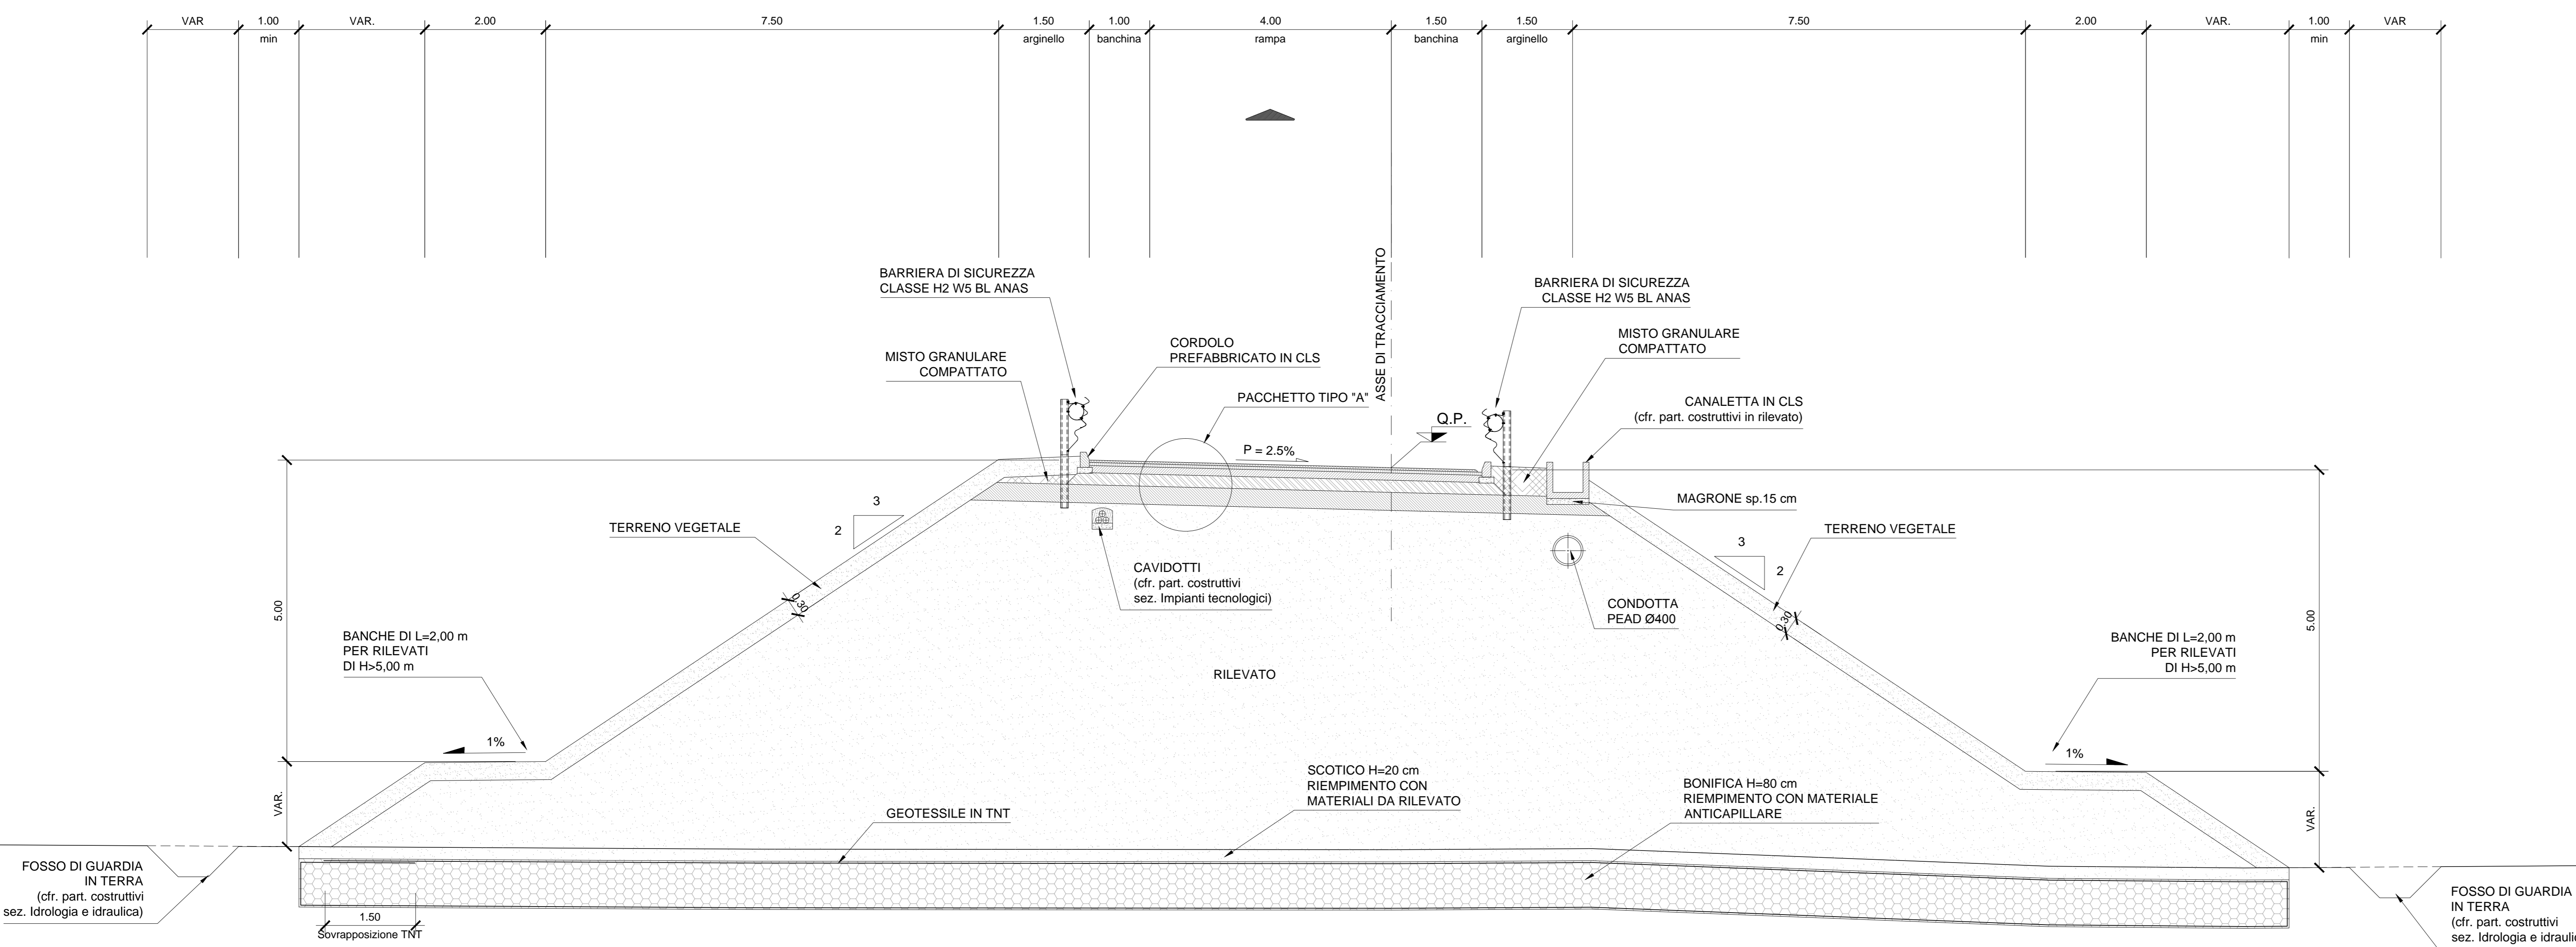 VAR
1.00
VAR.
2.00
7.50
1.50
1.00
4.00
1.50
1.50
7.50
2.00
VAR.
1.00
VAR
min
arginello
banchina
rampa
banchina
arginello
min
ASSE DI TRACCIAMENTO
BARRIERA DI SICUREZZA
CLASSE H2 W5 BL ANAS
BARRIERA DI SICUREZZA
CLASSE H2 W5 BL ANAS
CORDOLO
PREFABBRICATO IN CLS
MISTO GRANULARE
COMPATTATO
MISTO GRANULARE
COMPATTATO
PACCHETTO TIPO "A"
CANALETTA IN CLS
(cfr. part. costruttivi in rilevato)
Q.P.
P = 2.5%
MAGRONE sp.15 cm
3
2
TERRENO VEGETALE
3
2
TERRENO VEGETALE
CAVIDOTTI
(cfr. part. costruttivi
sez. Impianti tecnologici)
CONDOTTA
PEAD Ø400
0.30
0.30
5.00
5.00
BANCHE DI L=2,00 m
PER RILEVATI
DI H>5,00 m
BANCHE DI L=2,00 m
PER RILEVATI
DI H>5,00 m
RILEVATO
1%
1%
VAR.
VAR.
SCOTICO H=20 cm
RIEMPIMENTO CON
MATERIALI DA RILEVATO
BONIFICA H=80 cm
RIEMPIMENTO CON MATERIALE
ANTICAPILLARE
GEOTESSILE IN TNT
FOSSO DI GUARDIA
IN TERRA
(cfr. part. costruttivi
sez. Idrologia e idraulica)
1.50
Sovrapposizione TNT
FOSSO DI GUARDIA
IN TERRA
(cfr. part. costruttivi
sez. Idrologia e idrauli